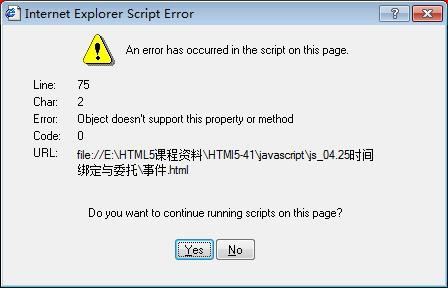 Internet Explorer Script Error
An error has occurred in the script on this page.
Line: 75
Char: 2
Error: Object doesn't support this property or method
Code: 0
URL: file://E:\HTML5课程资料\HTMl5-41\javascript\js_04.25时间
绑定与委托\事件.html
Do you want to continue running scripts on this page?
Yes No